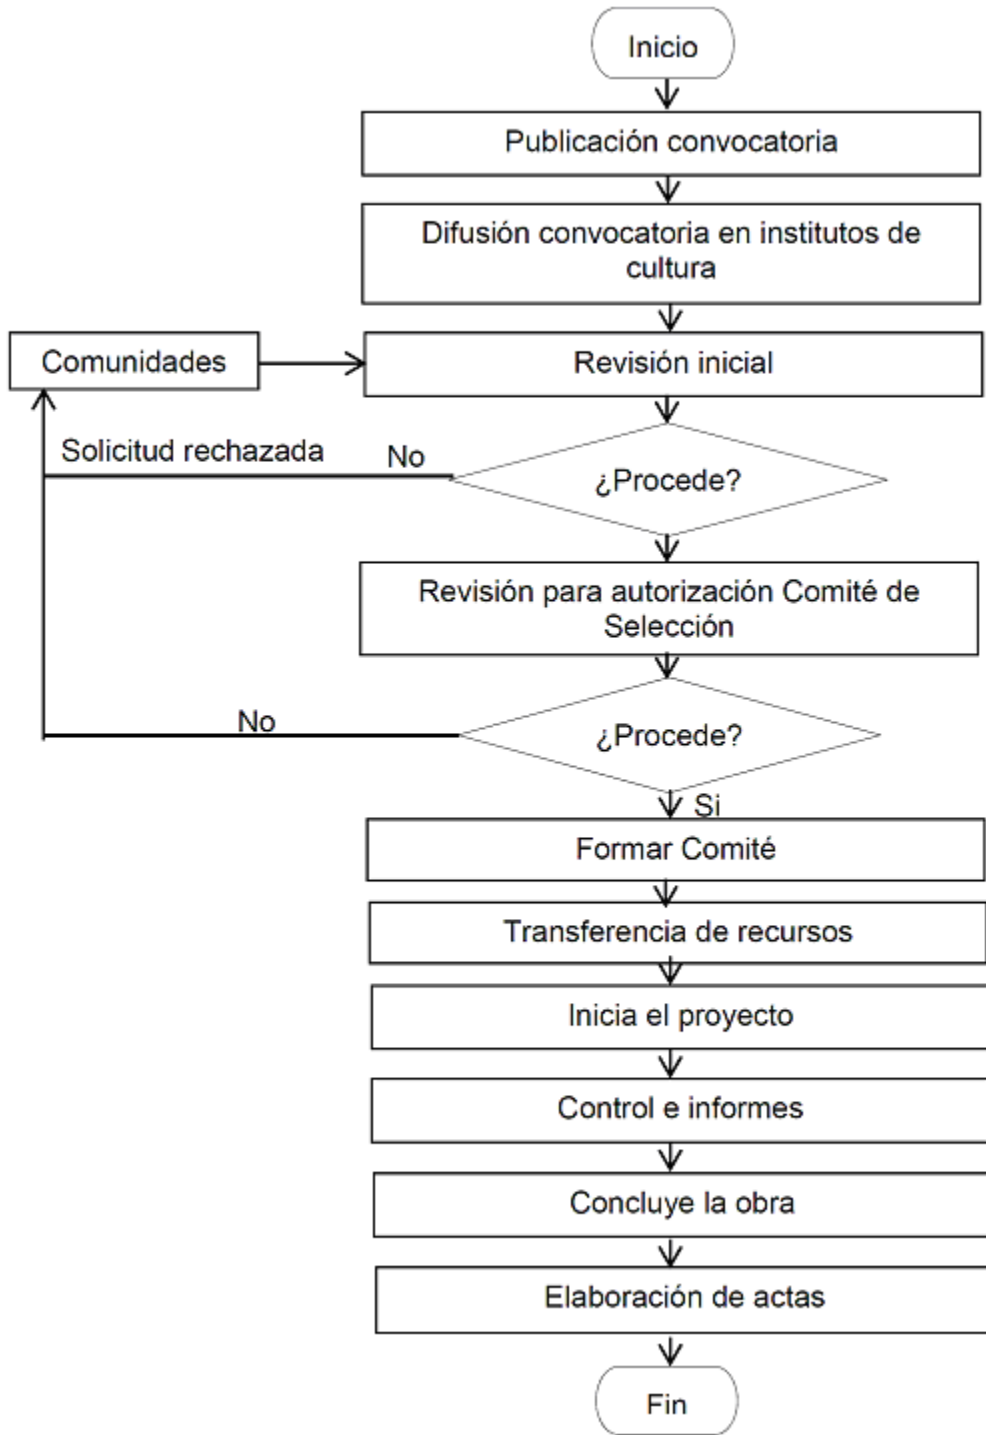 Inicio
Publicación convocatoria
Difusión convocatoria en institutos de
cultura
Comunidades
Revisión inicial
Solicitud rechazada
No
¿Procede?
Revisión para autorización Comité de
Selección
No
¿Procede?
Si
Formar Comité
Transferencia de recursos
Inicia el proyecto
Control e informes
Concluye la obra
Elaboración de actas
Fin